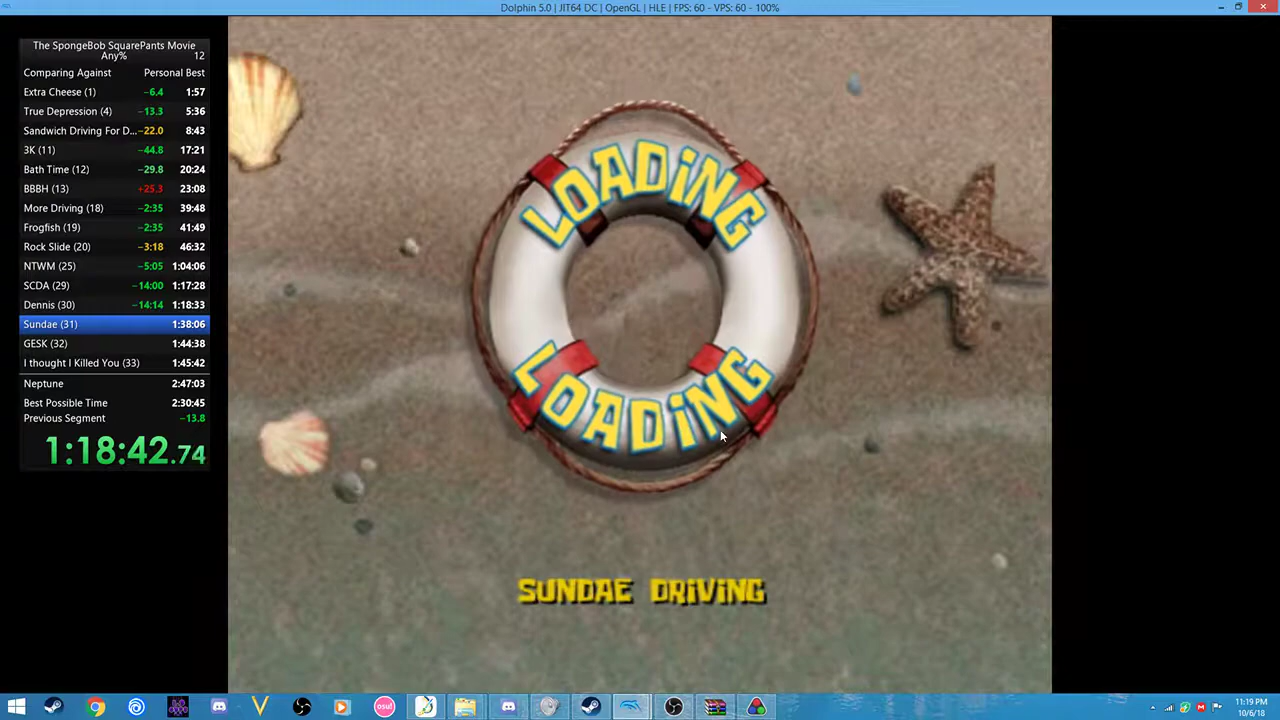 Dolphin 5.0 | JIT64 DC | OpenGL | HLE | FPS: 60 - VPS: 60 - 100%
The SpongeBob SquarePants Movie
Any% 12
Comparing Against Personal Best
Extra Cheese (1) −6.4 1:57
True Depression (4) −13.3 5:36
Sandwich Driving For D... −22.0 8:43
3K (11) −44.8 17:21
Bath Time (12) −29.8 20:24
BBBH (13) +25.3 23:08
More Driving (18) −2:35 39:48
Frogfish (19) −2:35 41:49
Rock Slide (20) −3:18 46:32
NTWM (25) −5:05 1:04:06
SCDA (29) −14:00 1:17:28
Dennis (30) −14:14 1:18:33
Sundae (31) 1:38:06
GESK (32) 1:44:38
I thought I Killed You (33) 1:45:42
Neptune 2:47:03
Best Possible Time 2:30:45
Previous Segment −13.8
1:18:42.74
LOADiNG
LOADiNG
SUNDAE DRiViNG
osu!
11:19 PM
10/6/18